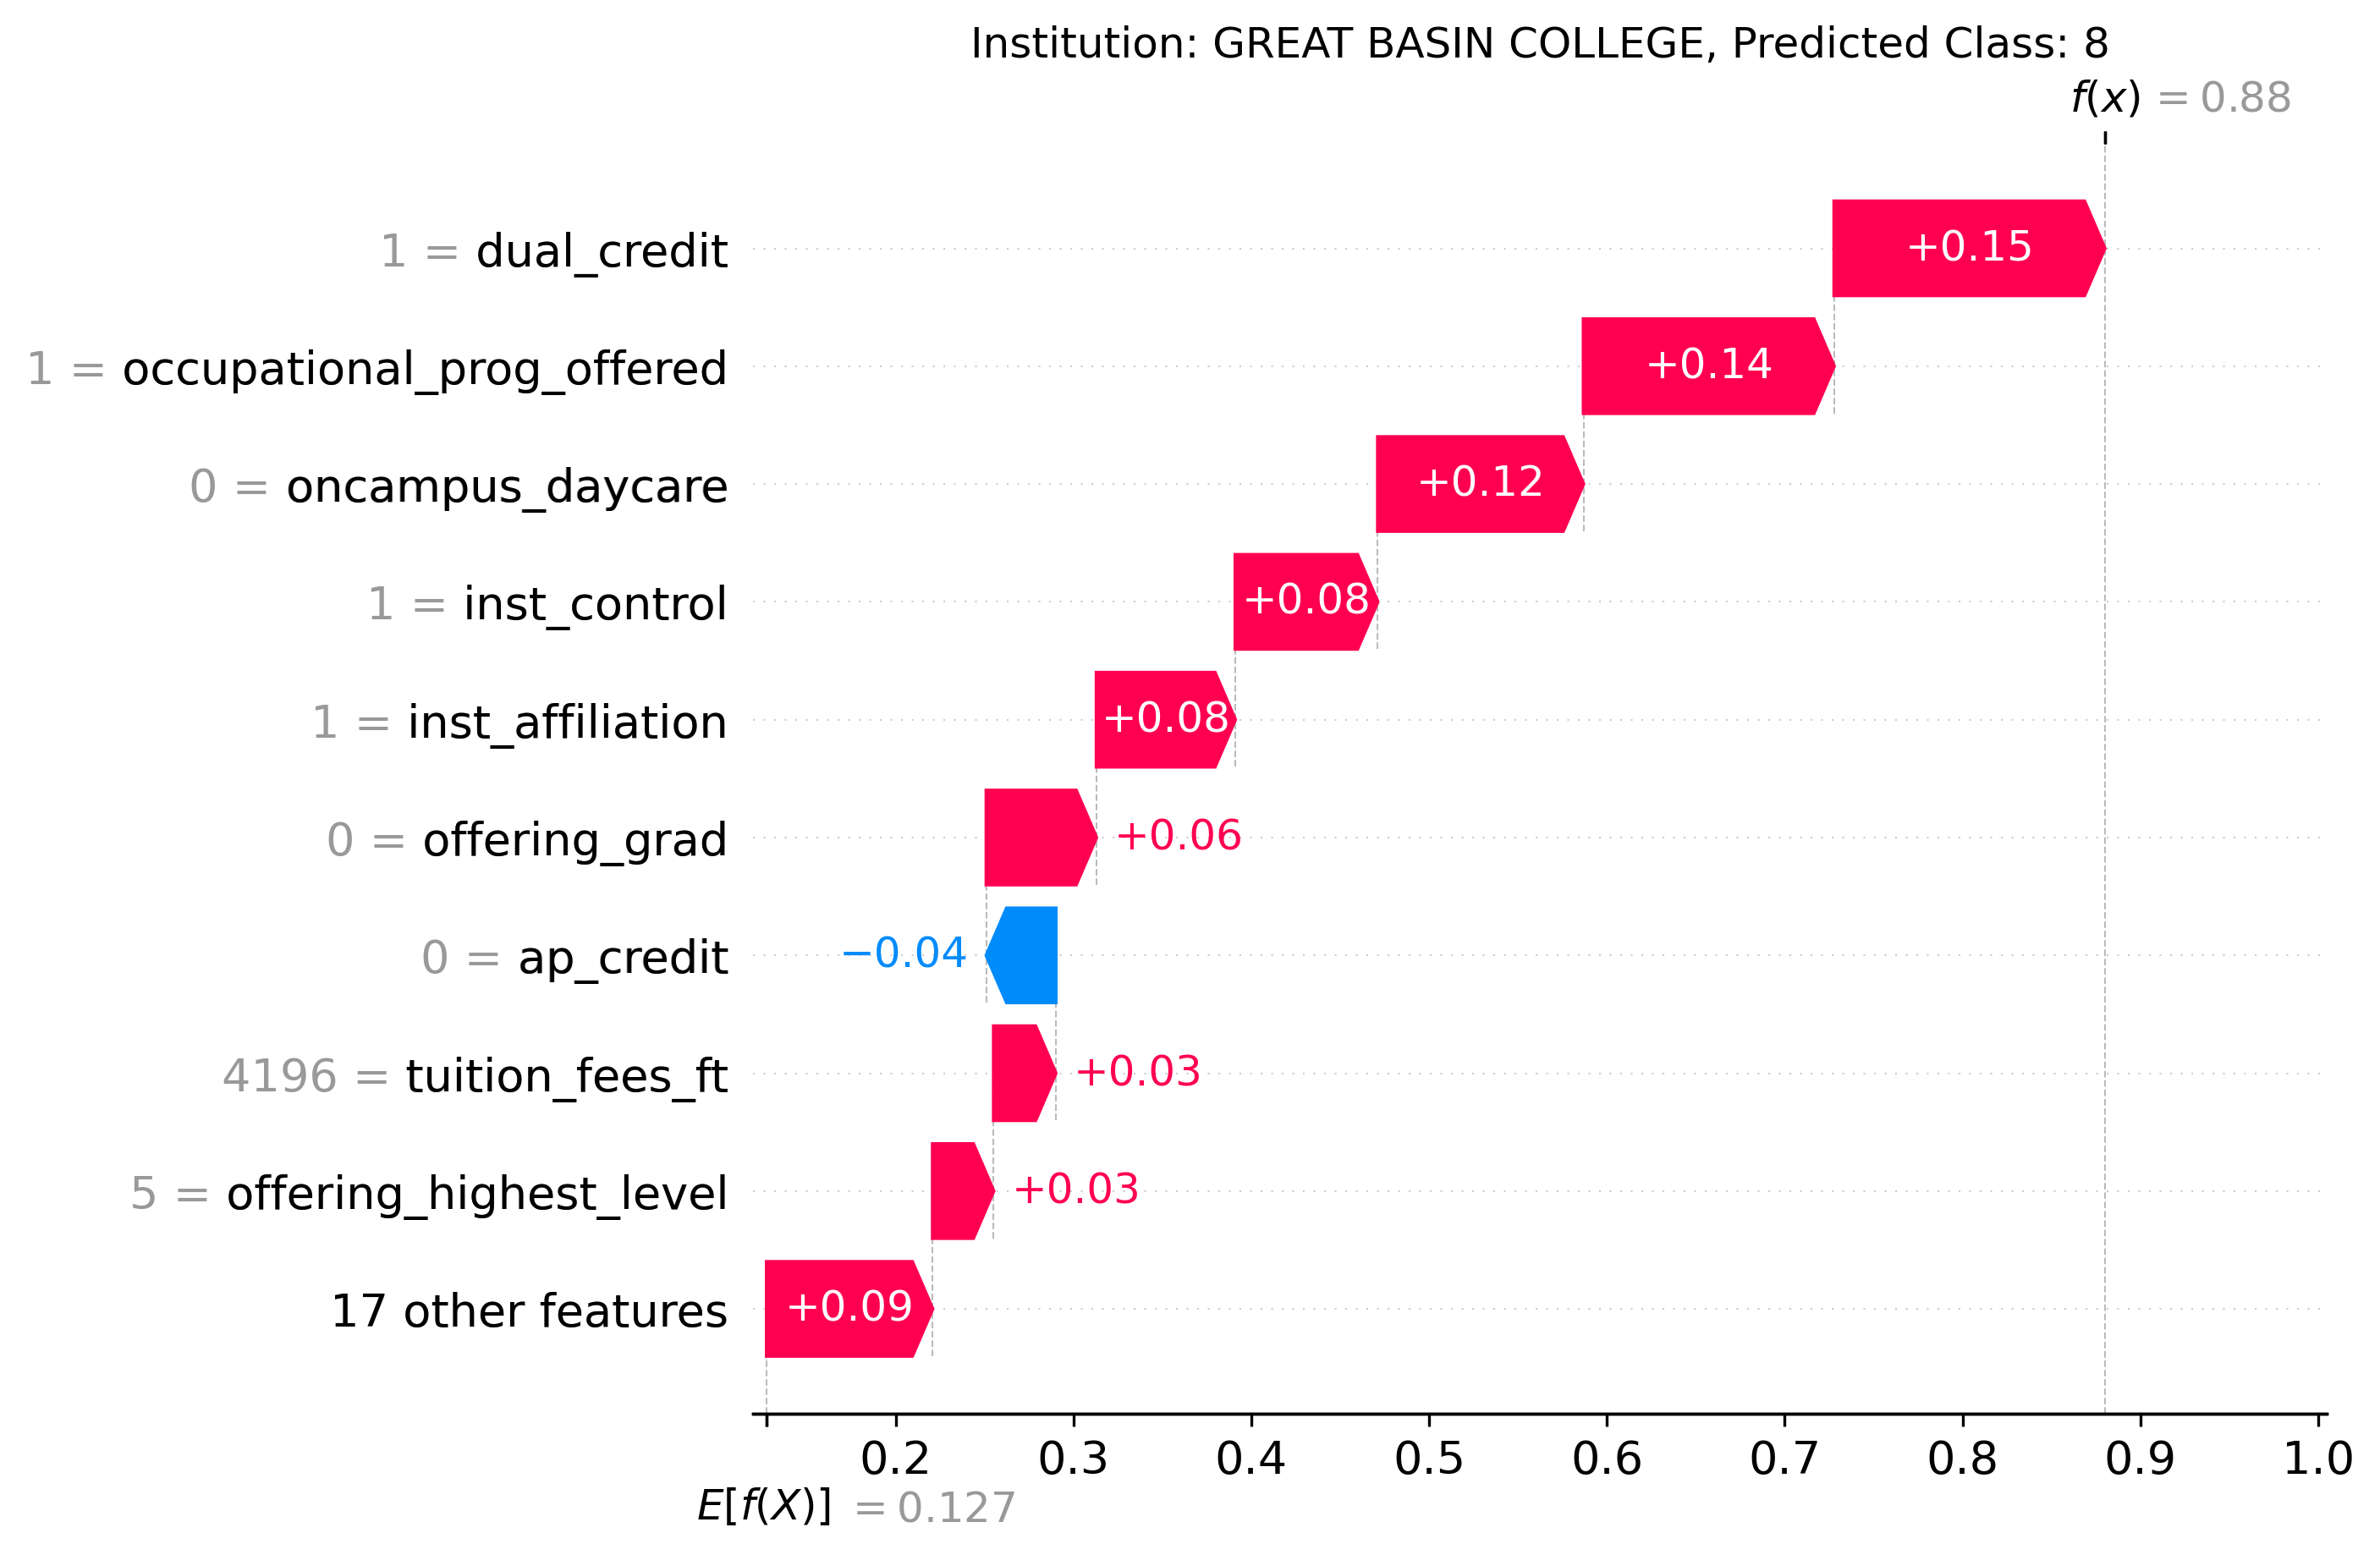 Institution: GREAT BASIN COLLEGE, Predicted Class: 8
f(x) = 0.88
1 = dual_credit +0.15
1 = occupational_prog_offered +0.14
0 = oncampus_daycare +0.12
1 = inst_control +0.08
1 = inst_affiliation +0.08
0 = offering_grad +0.06
0 = ap_credit −0.04
4196 = tuition_fees_ft +0.03
5 = offering_highest_level +0.03
17 other features +0.09
0.2 0.3 0.4 0.5 0.6 0.7 0.8 0.9 1.0
E[f(X)] = 0.127